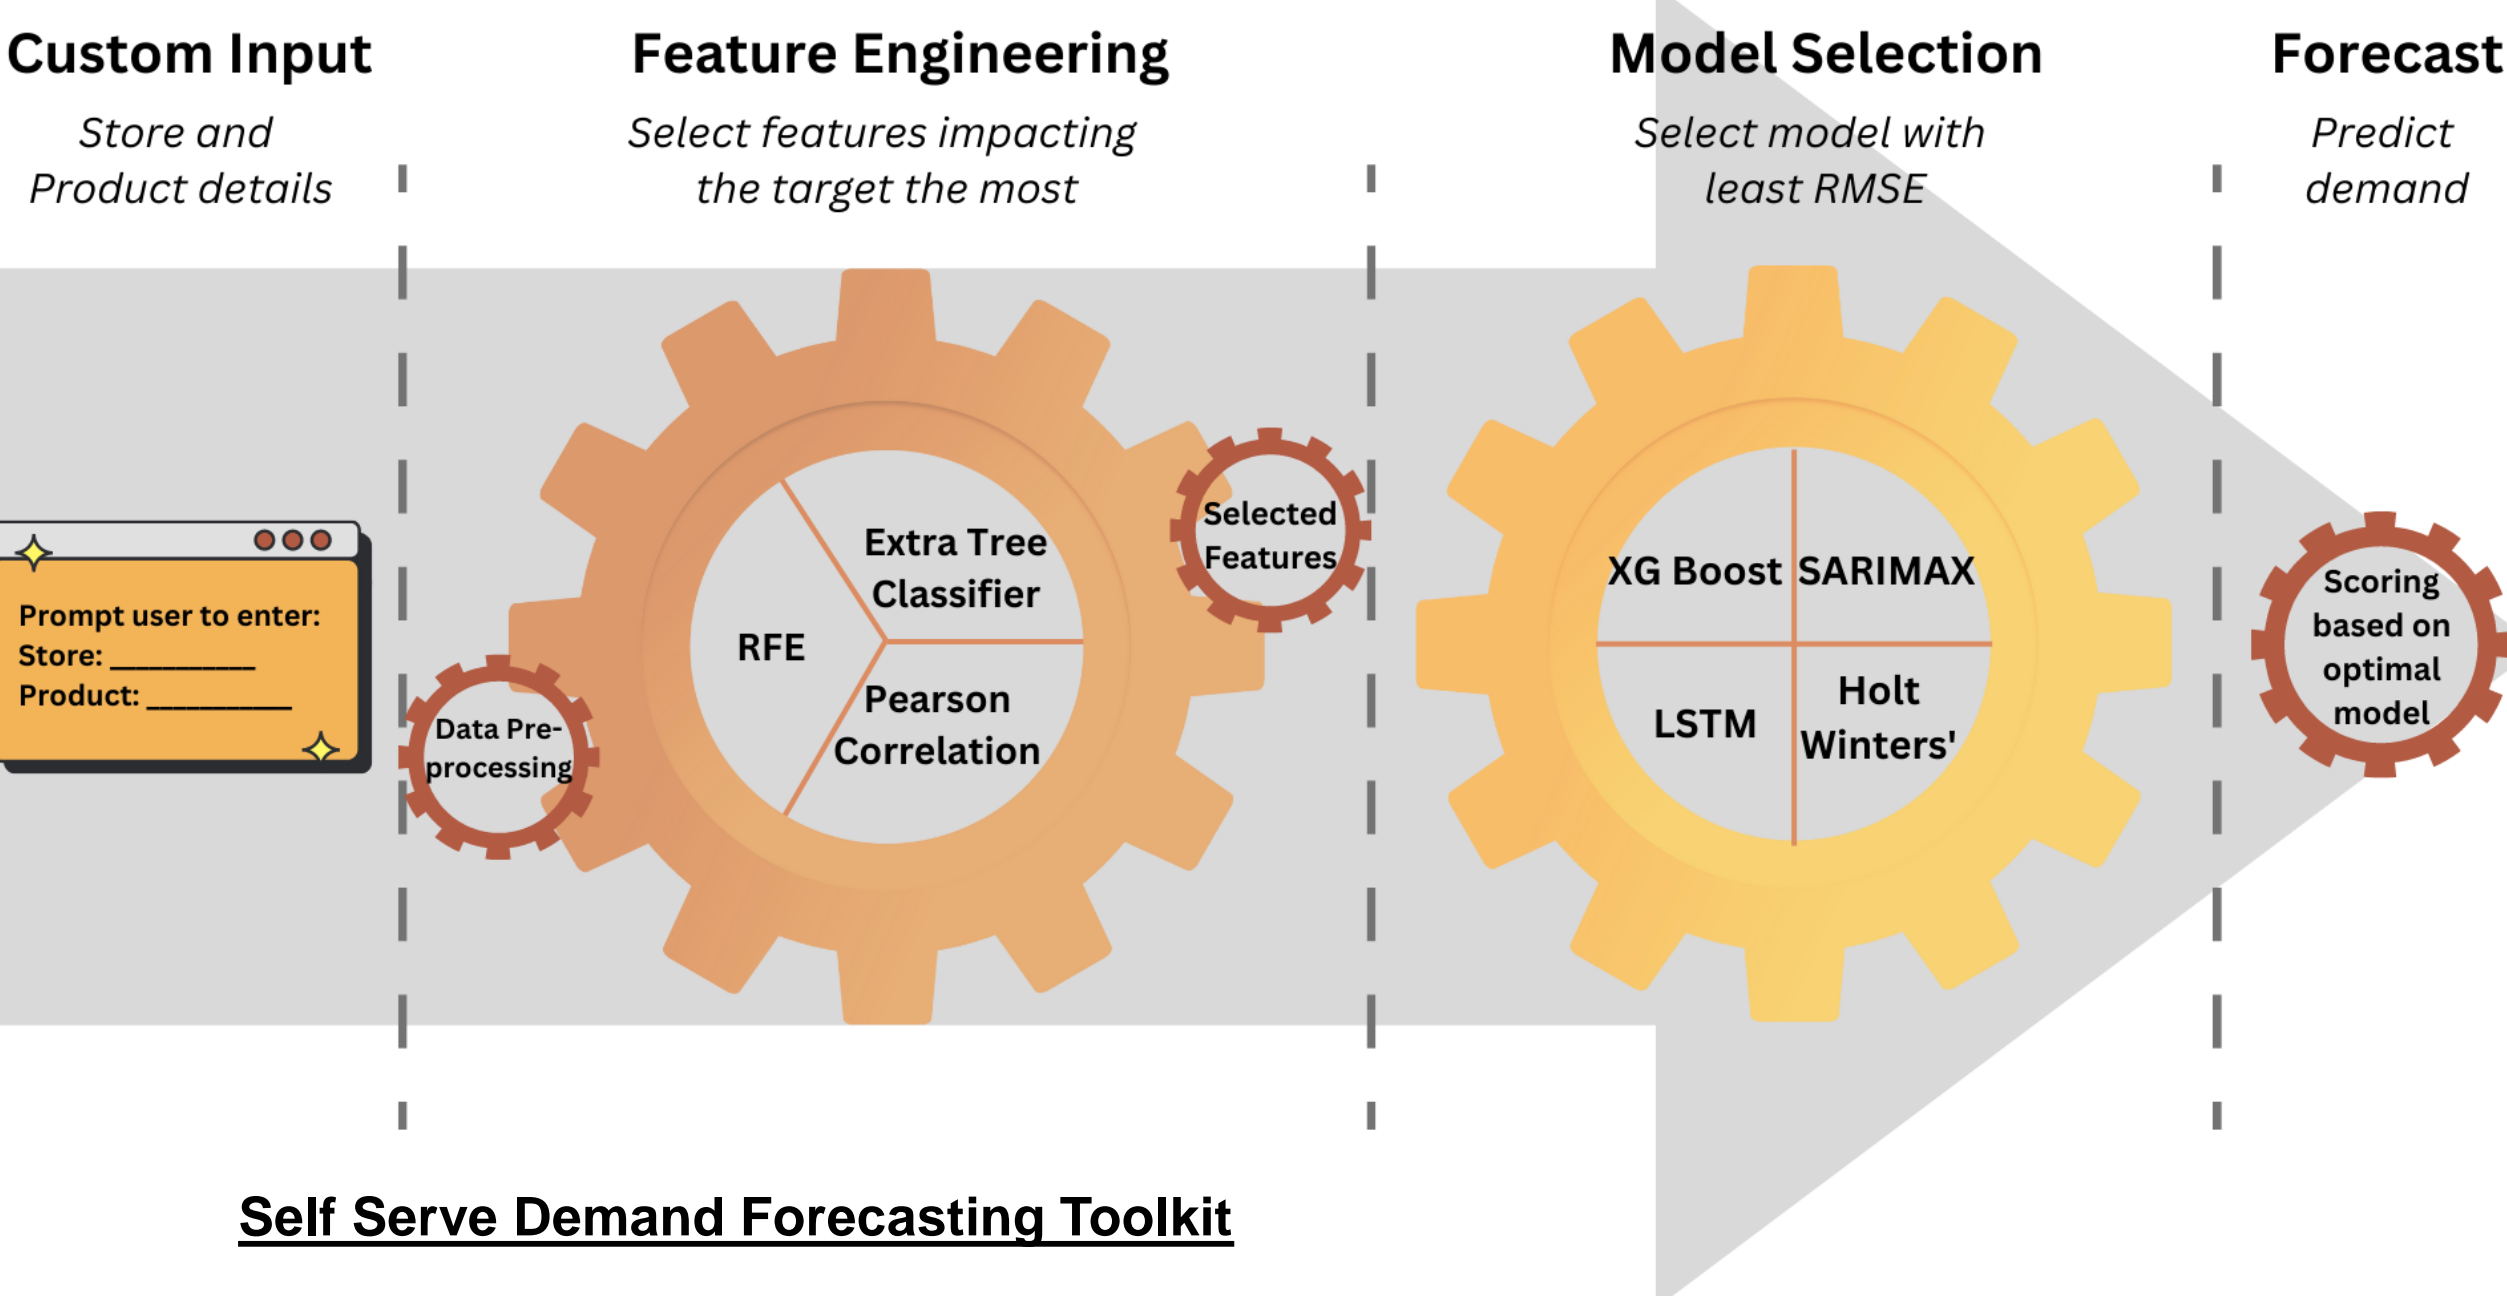 Custom Input
Store and
Product details
Feature Engineering
Select features impacting
the target the most
Model Selection
Select model with
least RMSE
Forecast
Predict
demand
Prompt user to enter:
Store: ___________
Product: ___________
Data Pre-
processing
RFE
Extra Tree
Classifier
Pearson
Correlation
Selected
Features
XG Boost
SARIMAX
LSTM
Holt
Winters'
Scoring
based on
optimal
model
Self Serve Demand Forecasting Toolkit